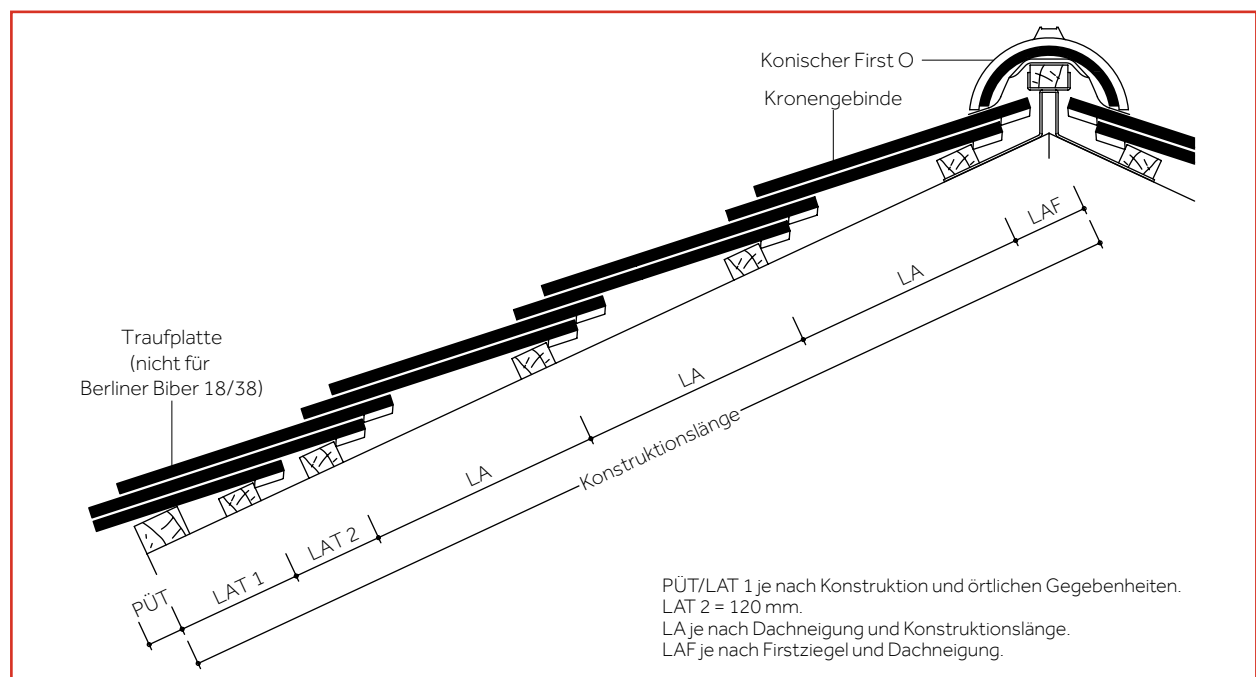 Konischer First O
Kronengebinde
Traufplatte
(nicht für
Berliner Biber 18/38)
LAF
LA
LA
LA
Konstruktionslänge
LAT 2
LAT 1
PÜT
PÜT/LAT 1 je nach Konstruktion und örtlichen Gegebenheiten.
LAT 2 = 120 mm.
LA je nach Dachneigung und Konstruktionslänge.
LAF je nach Firstziegel und Dachneigung.